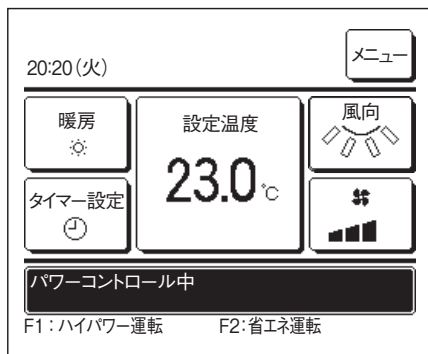 20:20(火)
メニュー
暖房
設定温度
風向
23.0℃
タイマー設定
パワーコントロール中
F1：ハイパワー運転 F2：省エネ運転